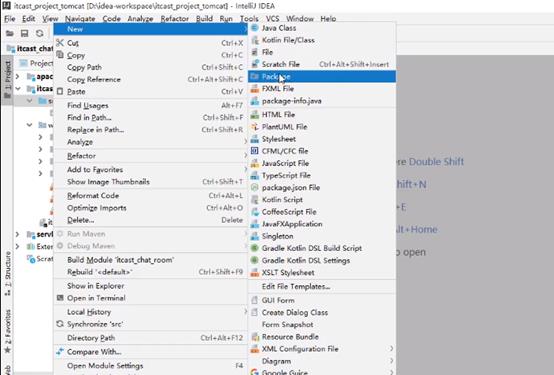 itcast_project_tomcat [D:\idea-workspace\itcast_project_tomcat] - IntelliJ IDEA
File Edit View Navigate Code Analyze Refactor Build Run Tools VCS Window Help
New
Cut Ctrl+X
Copy Ctrl+C
Copy Path Ctrl+Shift+C
Copy Reference Ctrl+Alt+Shift+C
Paste Ctrl+V
Find Usages Alt+F7
Find in Path... Ctrl+Shift+F
Replace in Path... Ctrl+Shift+R
Analyze
Refactor
Add to Favorites
Show Image Thumbnails Ctrl+Shift+T
Reformat Code Ctrl+Alt+L
Optimize Imports Ctrl+Alt+O
Delete... Delete
Run Maven
Debug Maven
Build Module 'itcast_chat_room'
Rebuild '<default>' Ctrl+Shift+F9
Show in Explorer
Open in Terminal
Local History
Synchronize 'src'
Directory Path Ctrl+Alt+F12
Compare With... Ctrl+D
Open Module Settings F4
Java Class
Kotlin File/Class
File
Scratch File Ctrl+Alt+Shift+Insert
Package
FXML File
package-info.java
HTML File
PlantUML File
Stylesheet
CFML/CFC file
JavaScript File
TypeScript File
package.json File
Kotlin Script
CoffeeScript File
JavaFXApplication
Singleton
Gradle Kotlin DSL Build Script
Gradle Kotlin DSL Settings
XSLT Stylesheet
Edit File Templates...
GUI Form
Create Dialog Class
Form Snapshot
Resource Bundle
XML Configuration File
Diagram
Google Guice
itcast_cha
Project
1: Project
apac
itcas
serv
Exter
Scrat
Z: Structure
2: Favorites
ere Double Shift
hift+N
+E
Alt+Home
o open